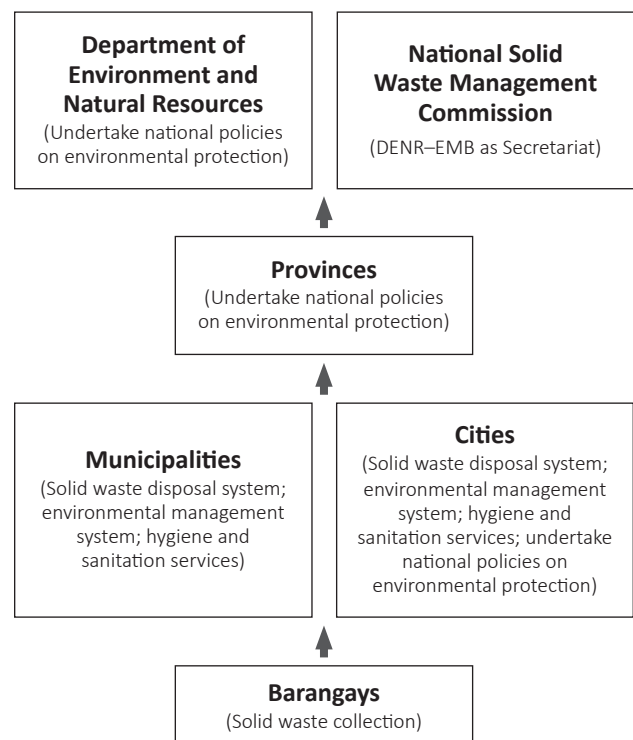 Department of
Environment and
Natural Resources
(Undertake national policies
on environmental protection)
National Solid
Waste Management
Commission
(DENR–EMB as Secretariat)
Provinces
(Undertake national policies
on environmental protection)
Municipalities
(Solid waste disposal system;
environmental management
system; hygiene and
sanitation services)
Cities
(Solid waste disposal system;
environmental management
system; hygiene and
sanitation services; undertake
national policies on
environmental protection)
Barangays
(Solid waste collection)